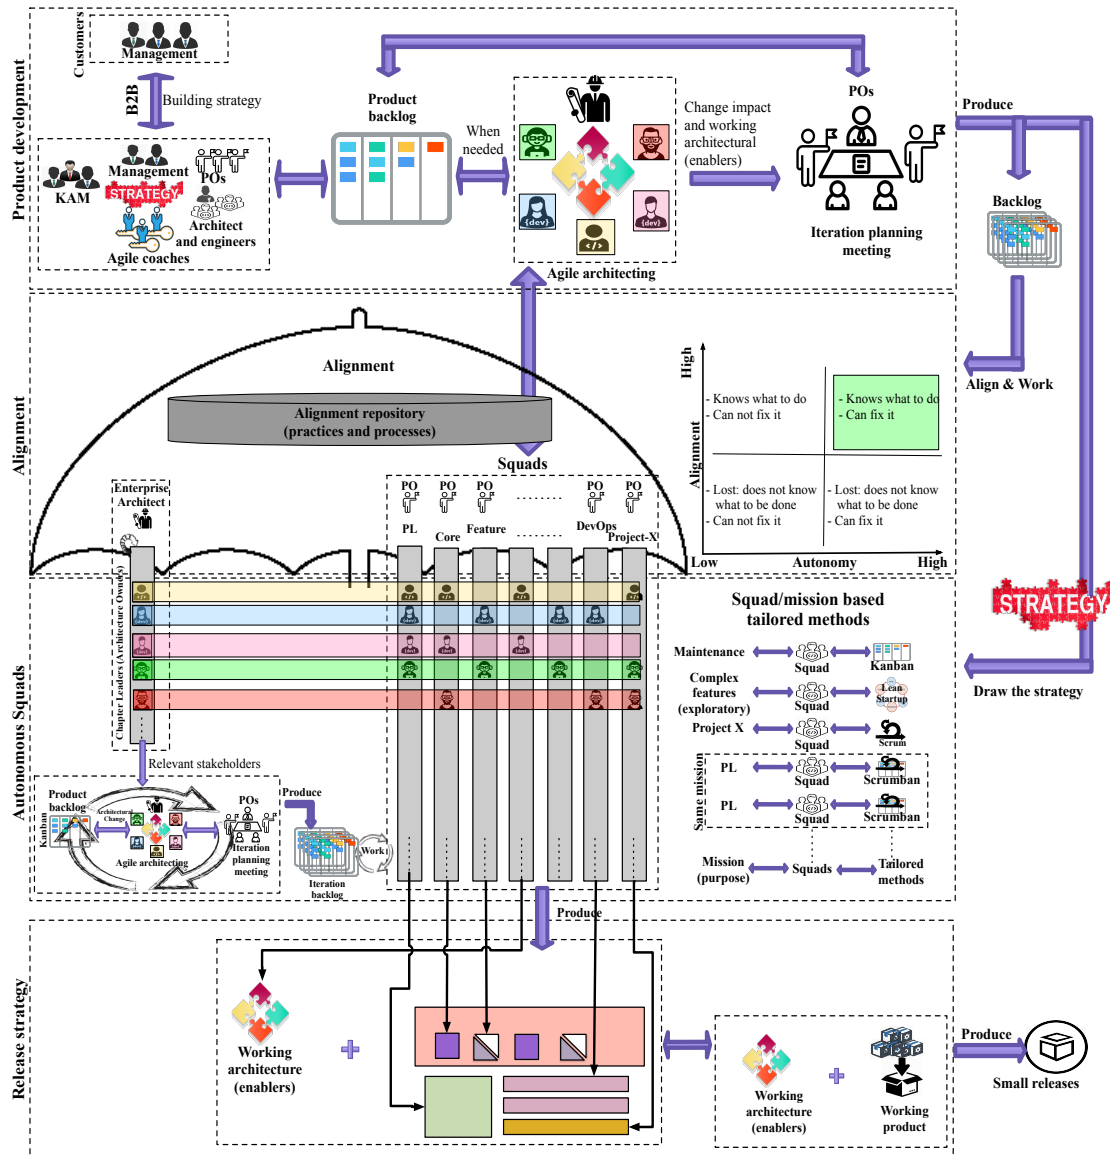 Product development
Customers
Management
B2B
Building strategy
Management
KAM
POs
STRATEGY
Architect
and engineers
Agile coaches
Product
backlog
When
needed
Agile architecting
{dev}
</>
{dev}
Change impact
and working
architectural
(enablers)
POs
Iteration planning
meeting
Produce
Backlog
Align & Work
STRATEGY
Draw the strategy
Alignment
Alignment
Alignment repository
(practices and processes)
Squads
Enterprise
Architect
PO
PO
PO
PO
PO
PL
Core
Feature
DevOps
Project-X
High
Alignment
- Knows what to do
- Can not fix it
- Knows what to do
- Can fix it
- Lost: does not know
what to be done
- Can not fix it
- Lost: does not know
what to be done
- Can fix it
Low
Autonomy
High
Autonomous Squads
Chapter Leaders (Architecture Owners)
Relevant stakeholders
Product
backlog
Kanban
Architectural
Change
Agile architecting
POs
Iteration
planning
meeting
Produce
Iteration
backlog
Work
Squad/mission based
tailored methods
Maintenance
Squad
Kanban
Complex
features
(exploratory)
Squad
Lean
Startup
Project X
Squad
Scrum
Same mission
PL
Squad
Scrumban
PL
Squad
Scrumban
Mission
(purpose)
Squads
Tailored
methods
Produce
Release strategy
Working
architecture
(enablers)
Working
architecture
(enablers)
Working
product
Produce
Small releases